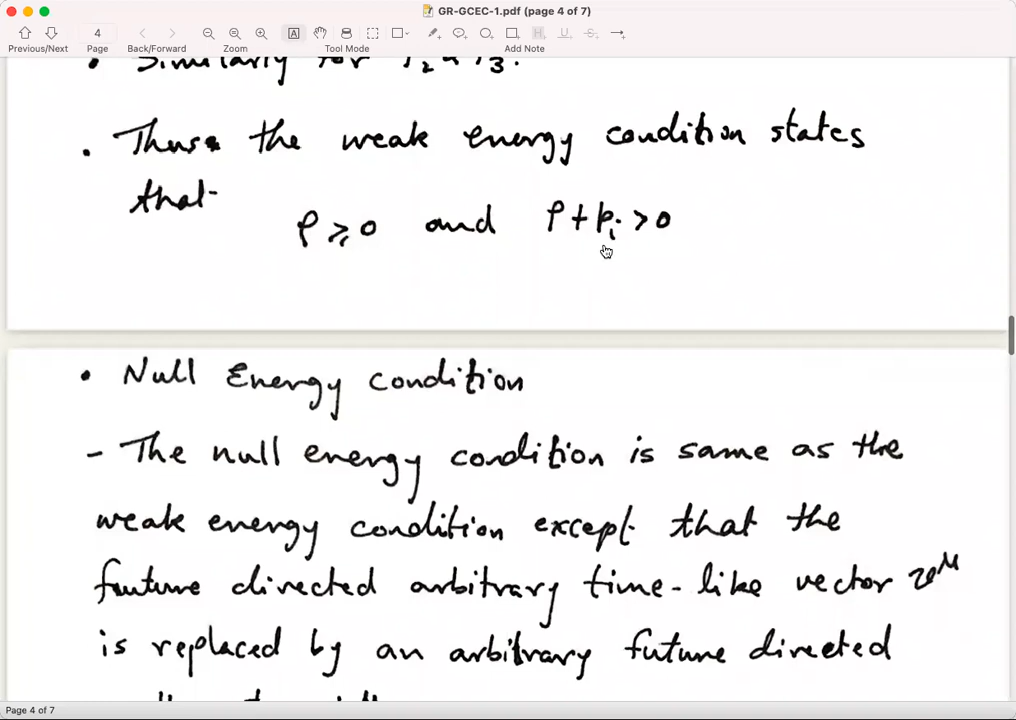 GR-GCEC-1.pdf (page 4 of 7)
4
Previous/Next Page Back/Forward Zoom Tool Mode Add Note
• Similarly for
. Thus the weak energy condition states
that
ρ ⩾ 0 and ρ + p_i > 0
• Null Energy condition
- The null energy condition is same as the
weak energy condition except that the
future directed arbitrary time-like vector
is replaced by an arbitrary future directed
Page 4 of 7